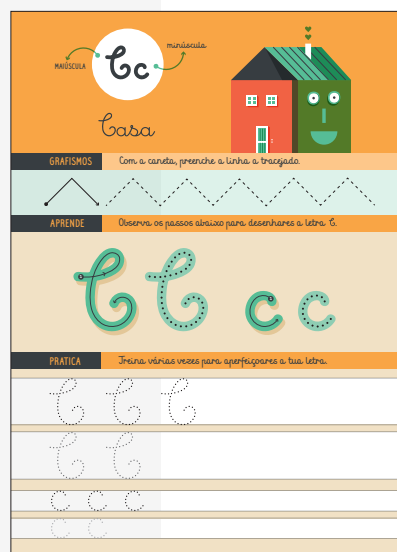 minúscula
MAIÚSCULA
Cc
Casa
GRAFISMOS Com a caneta, preenche a linha a tracejado.
APRENDE Observa os passos abaixo para desenhares a letra C.
C C c c
PRATICA Treina várias vezes para aperfeiçoares a tua letra.
C C C
C C
c c c
c c